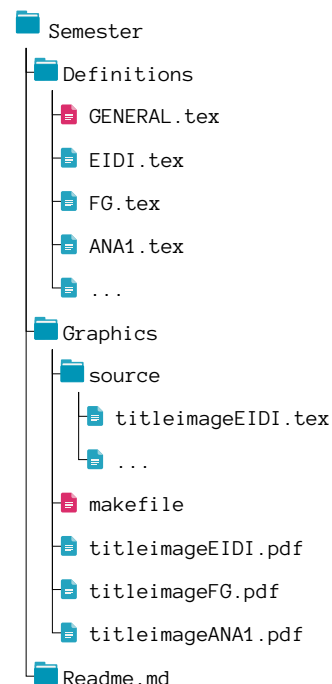 Semester
Definitions
GENERAL.tex
EIDI.tex
FG.tex
ANA1.tex
...
Graphics
source
titleimageEIDI.tex
...
makefile
titleimageEIDI.pdf
titleimageFG.pdf
titleimageANA1.pdf
Readme.md